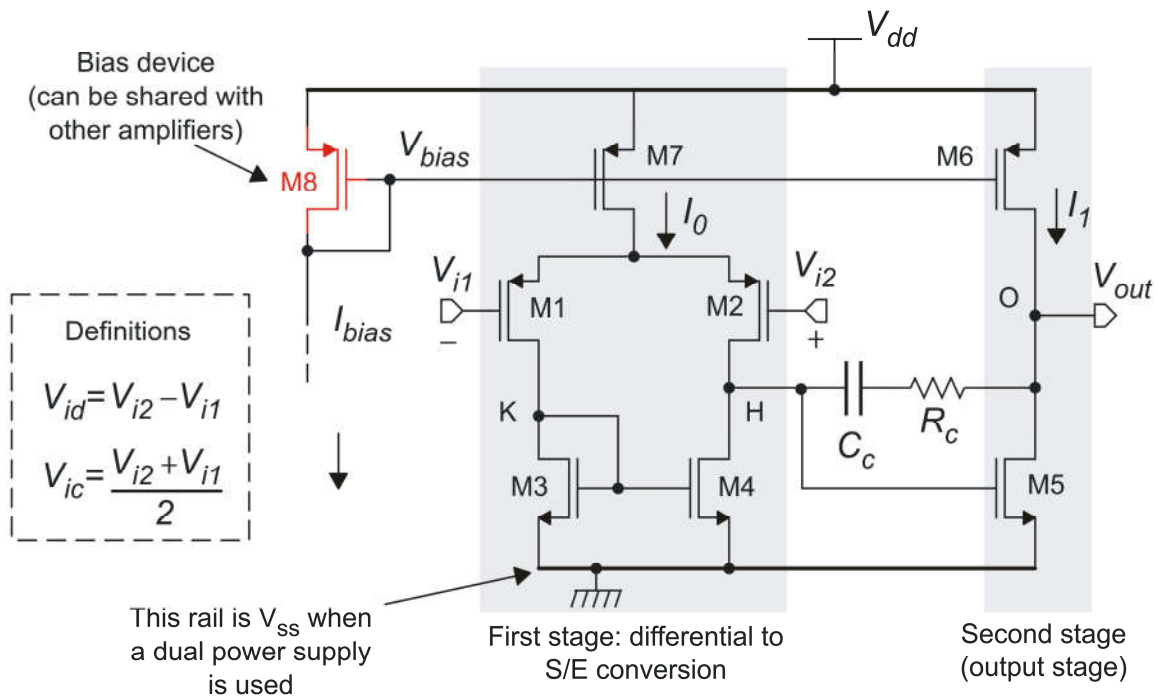 V_dd
Bias device
(can be shared with
other amplifiers)
V_bias
M8
M7
M6
I_0
I_1
V_i1
V_i2
M1
M2
V_out
O
−
+
Definitions
V_id=V_i2−V_i1
V_ic=V_i2+V_i1
2
I_bias
K
H
C_c
R_c
M3
M4
M5
This rail is V_ss when
a dual power supply
is used
First stage: differential to
S/E conversion
Second stage
(output stage)